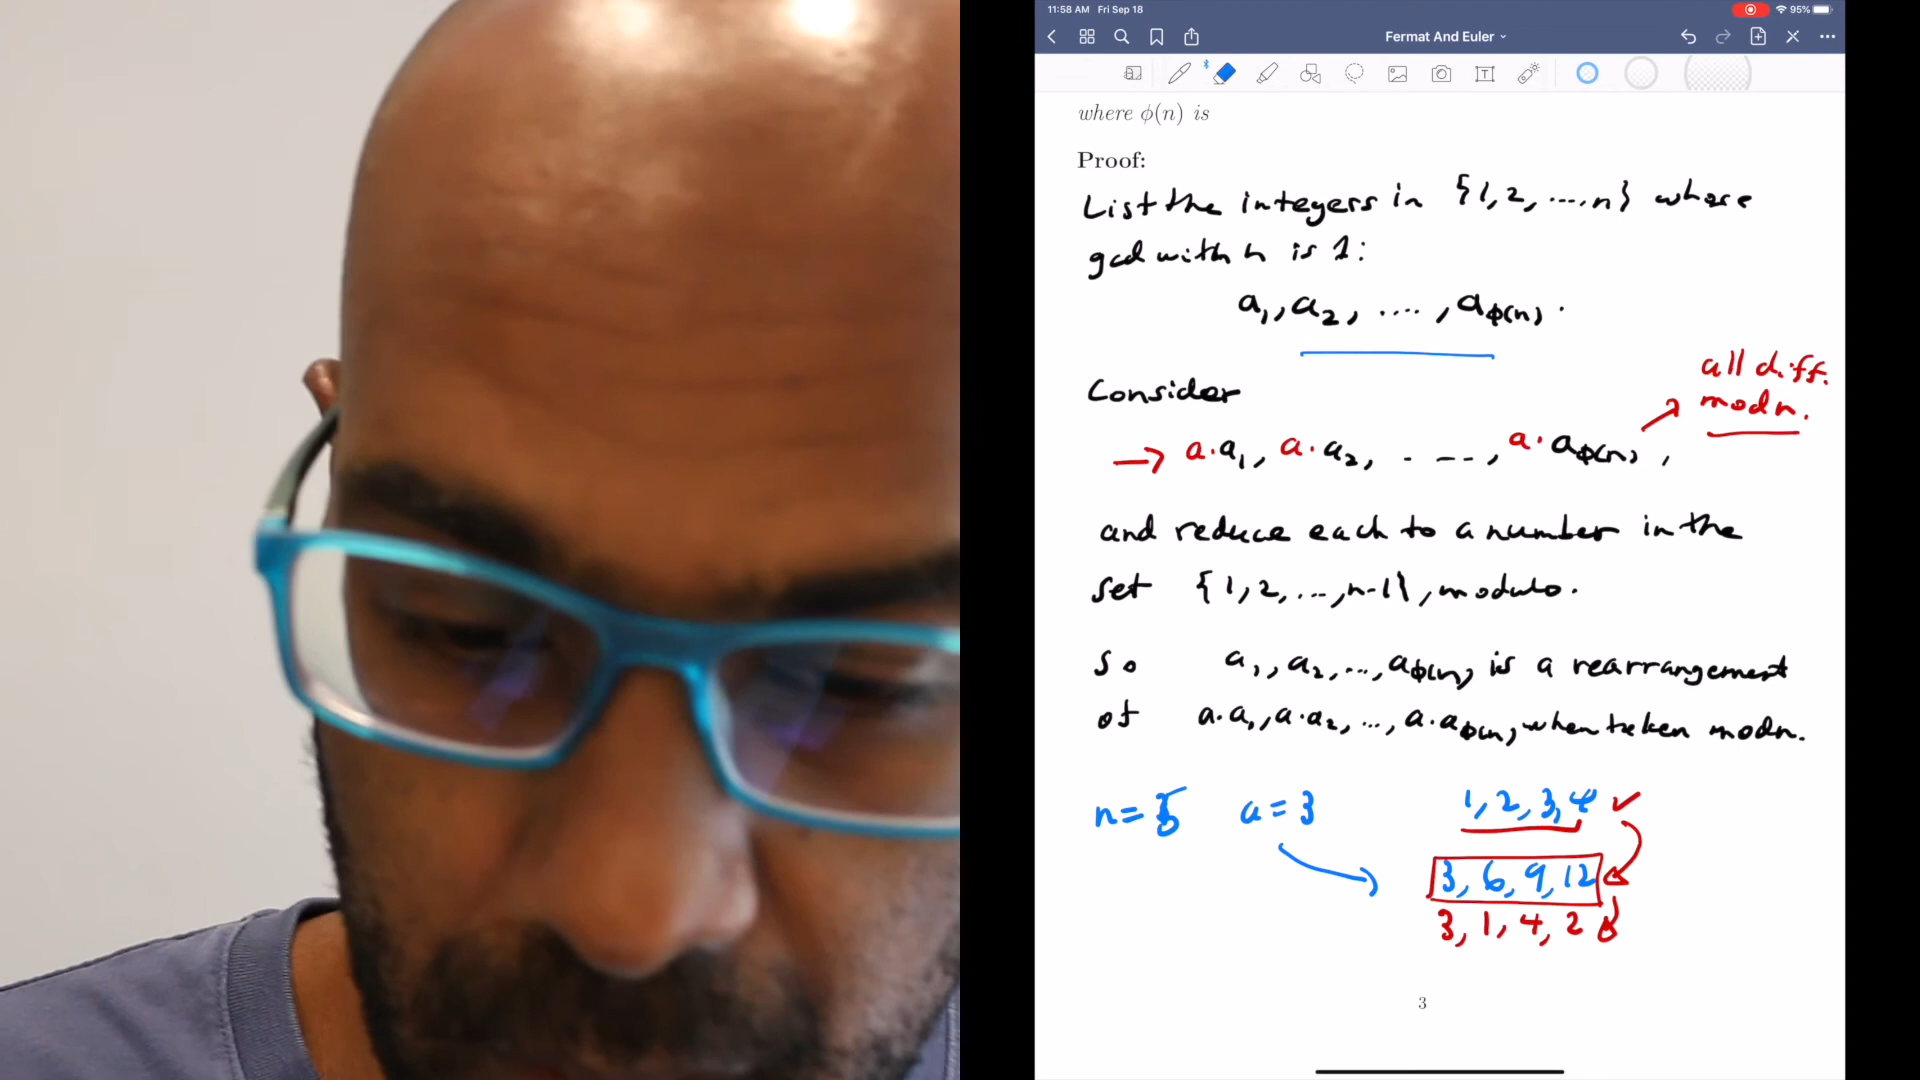 11:58 AM Fri Sep 18
95%
Fermat And Euler
where ϕ(n) is
Proof:
List the integers in {1, 2, ..., n} whose
gcd with n is 1:
a₁, a₂, ...., aϕ(n).
Consider
all diff.
mod n.
→ a·a₁, a·a₂, . ---, a·aϕ(n),
and reduce each to a number in the
set {1, 2, ..., n-1}, modulo.
so a₁, a₂, ..., aϕ(n) is a rearrangement
of a·a₁, a·a₂, ..., a·aϕ(n), when taken mod n.
n = 5 a = 3 1, 2, 3, 4 ✓
3, 6, 9, 12
3, 1, 4, 2
3